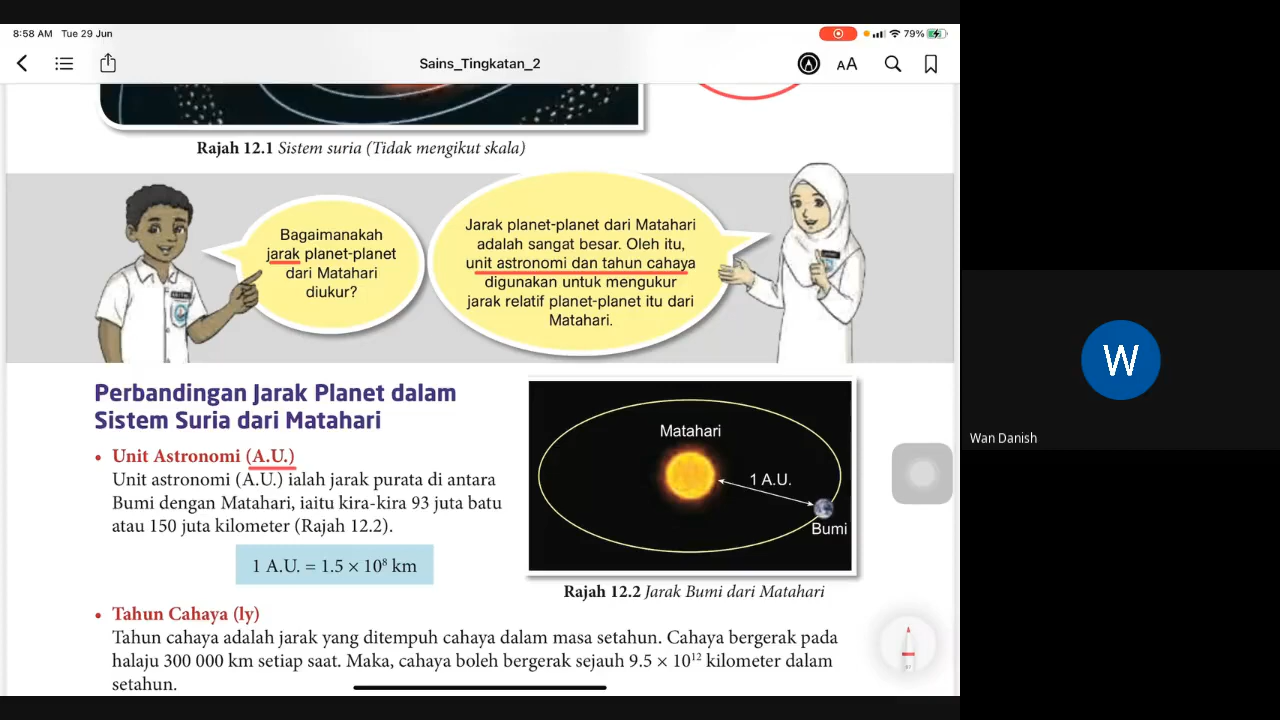 8:58 AM Tue 29 Jun
79%
Sains_Tingkatan_2
AA
Rajah 12.1 Sistem suria (Tidak mengikut skala)
Bagaimanakah
jarak planet-planet
dari Matahari
diukur?
Jarak planet-planet dari Matahari
adalah sangat besar. Oleh itu,
unit astronomi dan tahun cahaya
digunakan untuk mengukur
jarak relatif planet-planet itu dari
Matahari.
Perbandingan Jarak Planet dalam
Sistem Suria dari Matahari
• Unit Astronomi (A.U.)
Unit astronomi (A.U.) ialah jarak purata di antara
Bumi dengan Matahari, iaitu kira-kira 93 juta batu
atau 150 juta kilometer (Rajah 12.2).
1 A.U. = 1.5 × 10⁸ km
Matahari
1 A.U.
Bumi
Rajah 12.2 Jarak Bumi dari Matahari
• Tahun Cahaya (ly)
Tahun cahaya adalah jarak yang ditempuh cahaya dalam masa setahun. Cahaya bergerak pada
halaju 300 000 km setiap saat. Maka, cahaya boleh bergerak sejauh 9.5 × 10¹² kilometer dalam
setahun.
W
Wan Danish